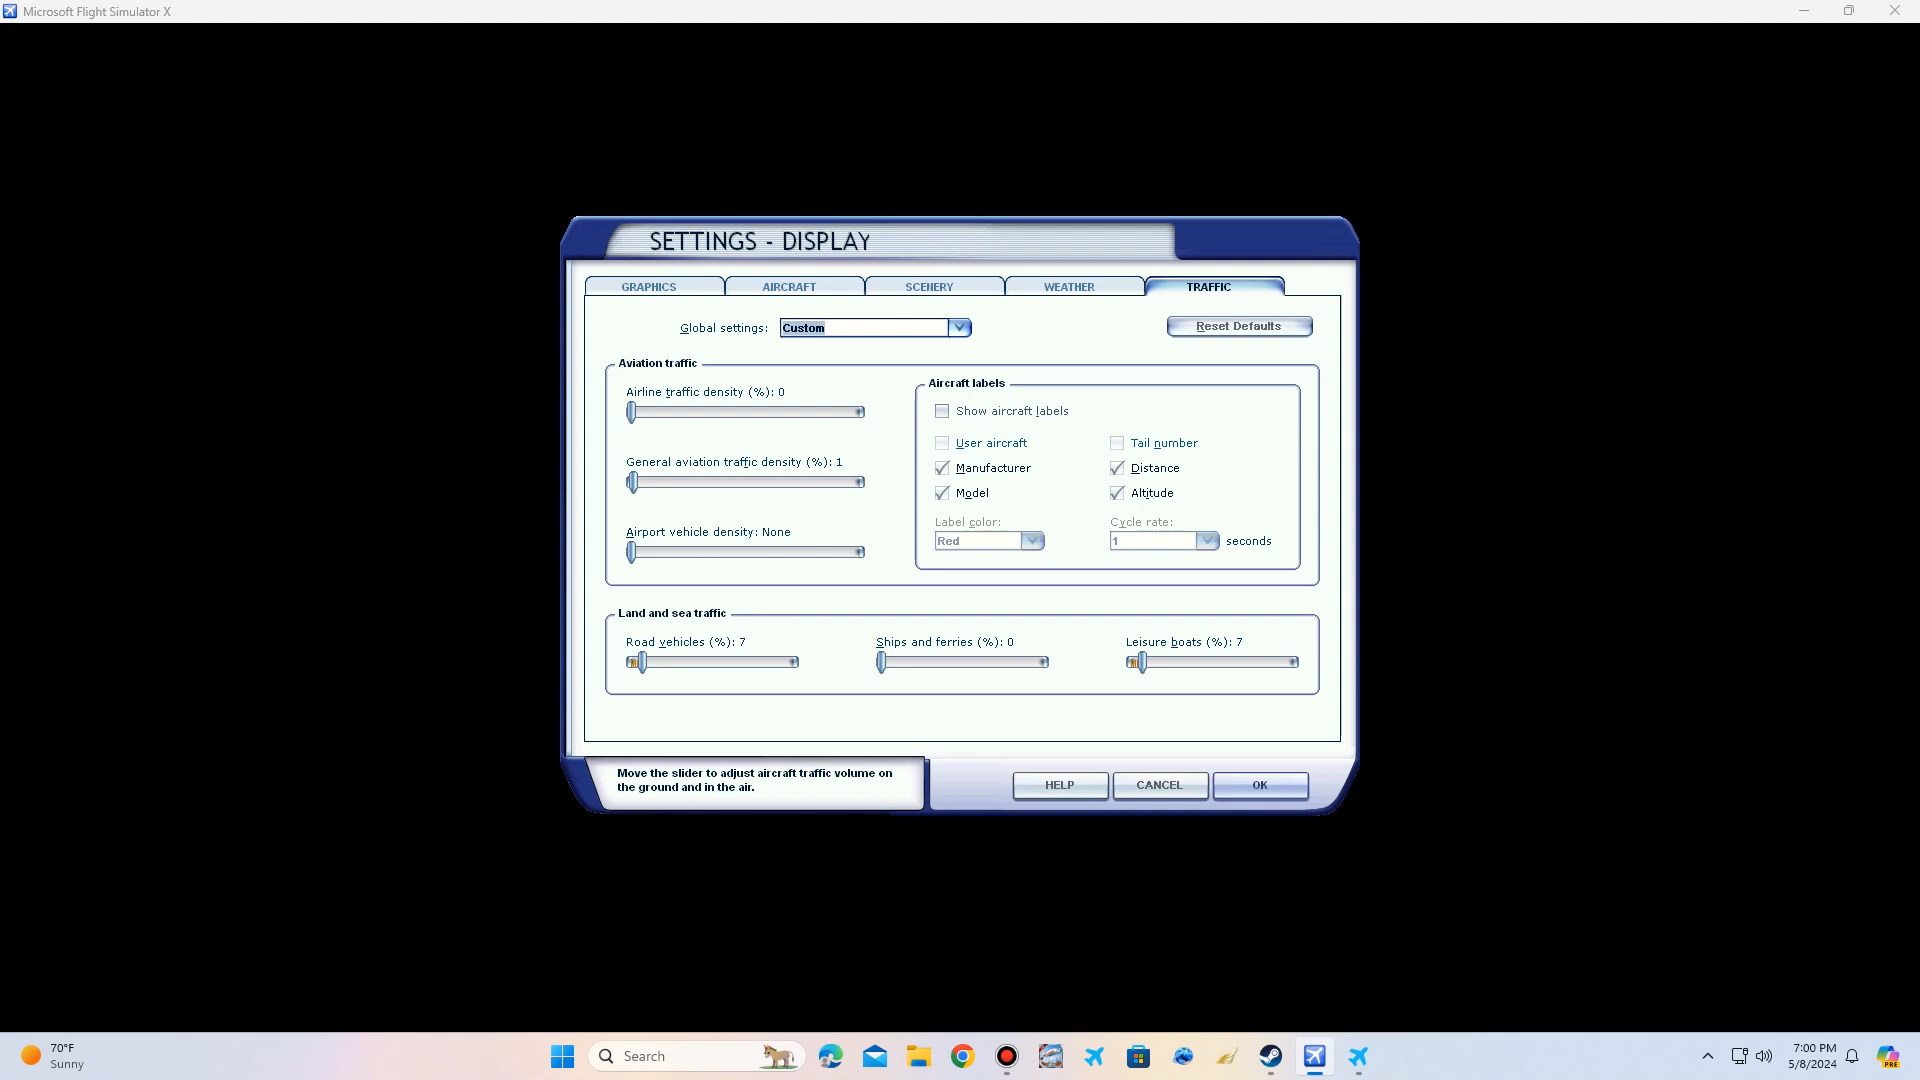 Microsoft Flight Simulator X
SETTINGS - DISPLAY
GRAPHICS AIRCRAFT SCENERY WEATHER TRAFFIC
Global settings: Custom Reset Defaults
Aviation traffic
Airline traffic density (%): 0
General aviation traffic density (%): 1
Airport vehicle density: None
Aircraft labels
Show aircraft labels
User aircraft Tail number
Manufacturer Distance
Model Altitude
Label color: Cycle rate:
Red 1 seconds
Land and sea traffic
Road vehicles (%): 7 Ships and ferries (%): 0 Leisure boats (%): 7
Move the slider to adjust aircraft traffic volume on
the ground and in the air.
HELP CANCEL OK
70°F
Sunny
Search
7:00 PM
5/8/2024
PRE